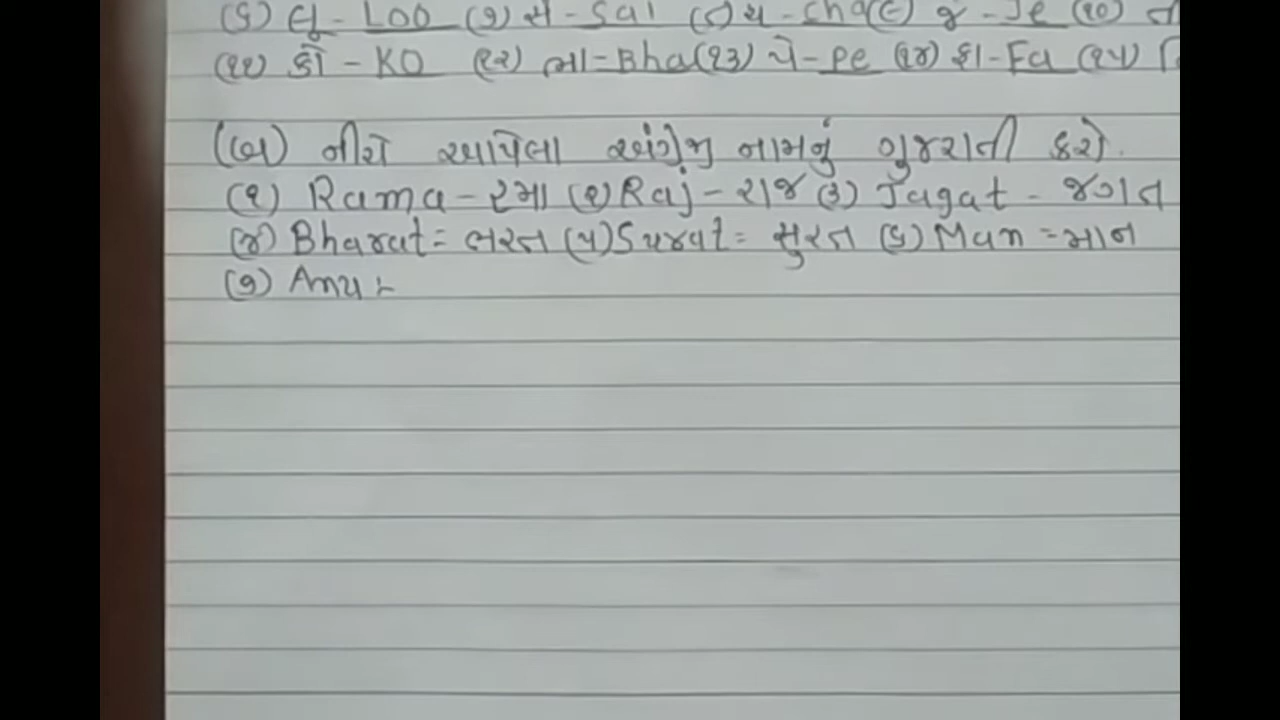 (૬) લુ - Loo (૭) સે - Sai (૮) ચ - Cha (૯) જે - Je (૧૦) ની
(૧૧) કો - KO (૧૨) ભા - Bha (૧૩) પે - Pe (૧૪) ફા - Fa (૧૫)
(બ) નીચે આપેલા અંગ્રેજી નામનું ગુજરાતી કરો.
(૧) Rama - રમા (૨) Raj - રાજ (૩) Jagat - જગત
(૪) Bharat = ભરત (૫) Surat = સુરત (૬) Man = માન
(૭) Amy :-